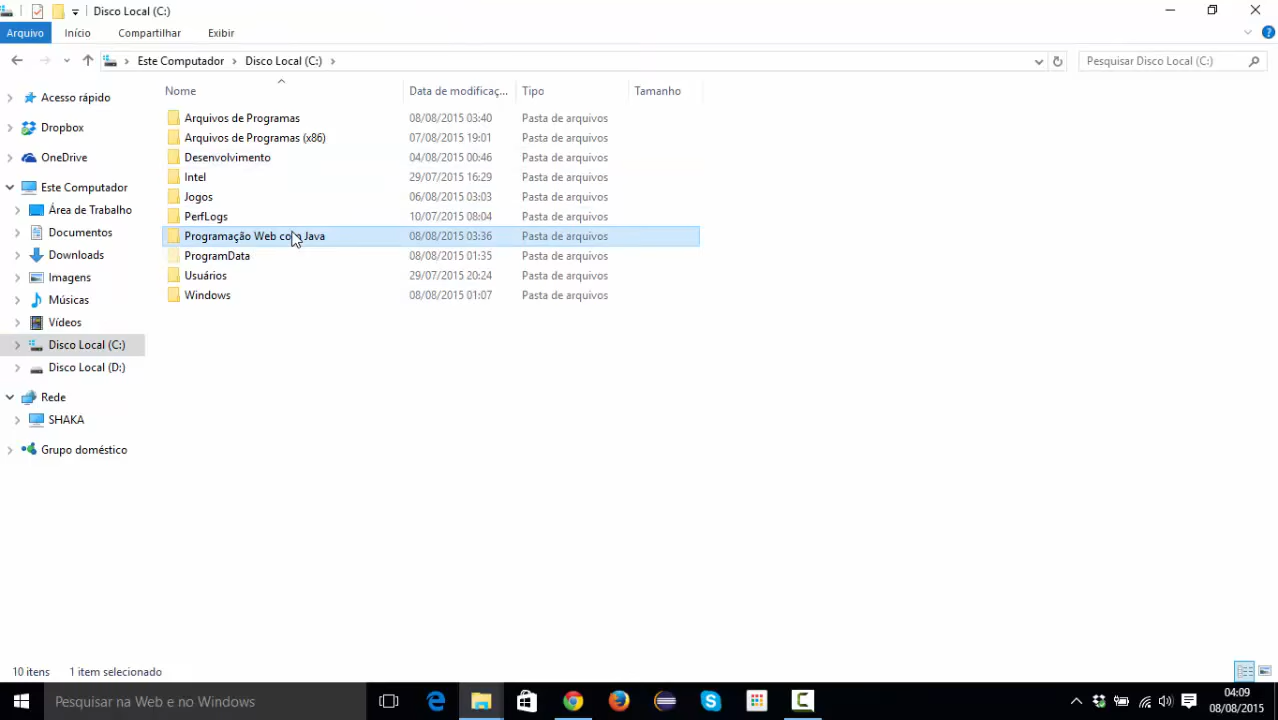 Disco Local (C:)
Arquivo Início Compartilhar Exibir
Este Computador Disco Local (C:) Pesquisar Disco Local (C:)
Nome Data de modificaç... Tipo Tamanho
Acesso rápido
Dropbox
OneDrive
Este Computador
Área de Trabalho
Documentos
Downloads
Imagens
Músicas
Vídeos
Disco Local (C:)
Disco Local (D:)
Rede
SHAKA
Grupo doméstico
Arquivos de Programas 08/08/2015 03:40 Pasta de arquivos
Arquivos de Programas (x86) 07/08/2015 19:01 Pasta de arquivos
Desenvolvimento 04/08/2015 00:46 Pasta de arquivos
Intel 29/07/2015 16:29 Pasta de arquivos
Jogos 06/08/2015 03:03 Pasta de arquivos
PerfLogs 10/07/2015 08:04 Pasta de arquivos
Programação Web com Java 08/08/2015 03:36 Pasta de arquivos
ProgramData 08/08/2015 01:35 Pasta de arquivos
Usuários 29/07/2015 20:24 Pasta de arquivos
Windows 08/08/2015 01:07 Pasta de arquivos
10 itens 1 item selecionado
Pesquisar na Web e no Windows
04:09
08/08/2015